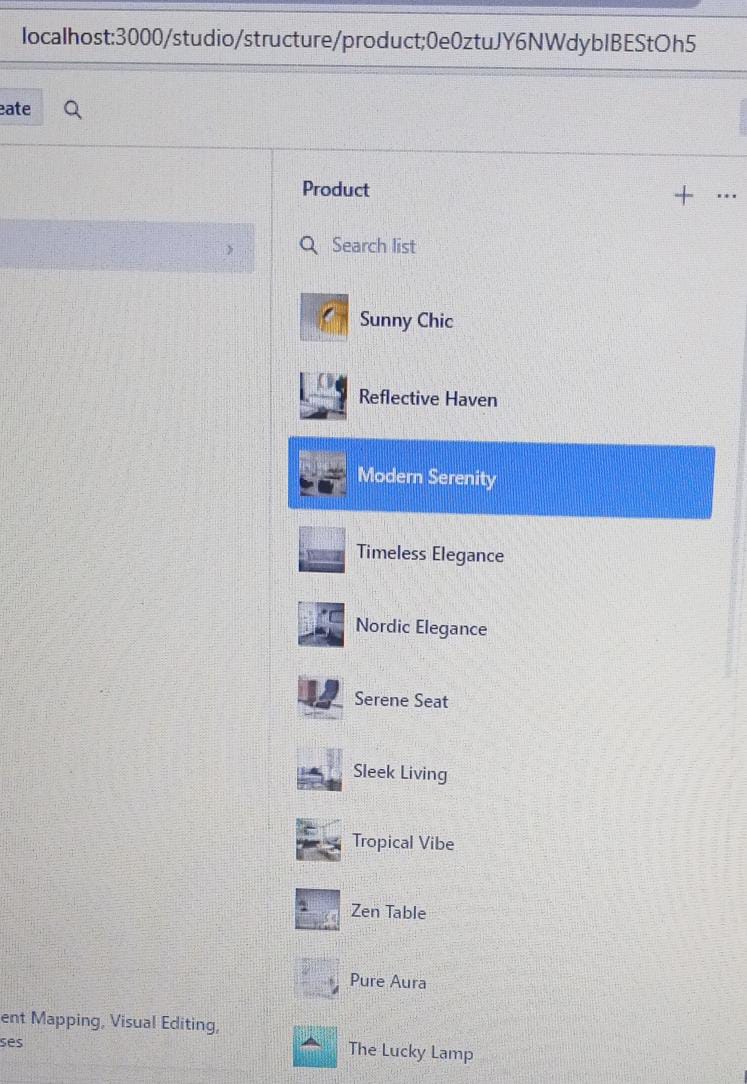 localhost:3000/studio/structure/product;0e0ztuJY6NWdyblBEStOh5
eate
Product
Search list
Sunny Chic
Reflective Haven
Modern Serenity
Timeless Elegance
Nordic Elegance
Serene Seat
Sleek Living
Tropical Vibe
Zen Table
Pure Aura
ent Mapping, Visual Editing,
ses
The Lucky Lamp